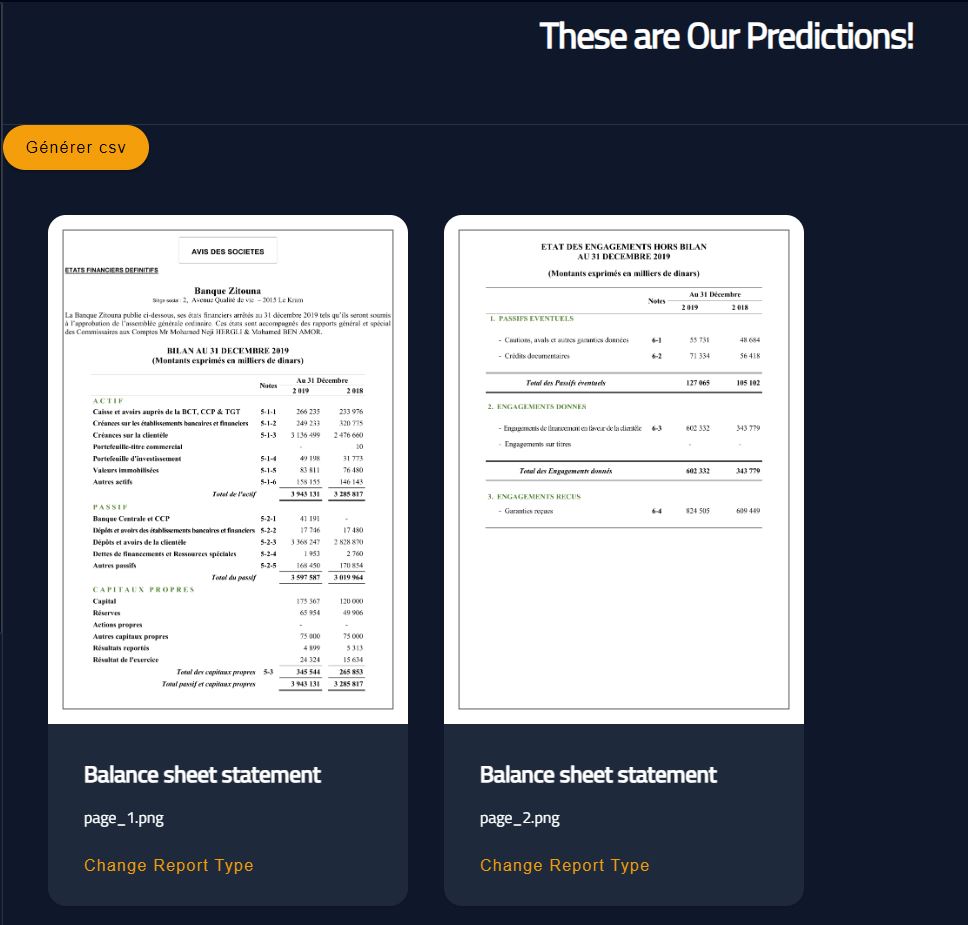 These are Our Predictions!
Générer csv
AVIS DES SOCIETES
ETATS FINANCIERS DEFINITIFS
Banque Zitouna
Siège social : 2, Avenue Qualité de vie – 2015 Le Kram
La Banque Zitouna publie ci-dessous, ses états financiers arrêtés au 31 décembre 2019 tels qu'ils seront soumis
à l'approbation de l'assemblée générale ordinaire. Ces états sont accompagnés des rapports général et spécial
des Commissaires aux Comptes Mr Mohamed Neji HERGLI & Mohamed BEN AMOR.
BILAN AU 31 DECEMBRE 2019
(Montants exprimés en milliers de dinars)
Notes Au 31 Décembre
2 019 2 018
ACTIF
Caisse et avoirs auprès de la BCT, CCP & TGT 5-1-1 266 235 233 976
Créances sur les établissements bancaires et financiers 5-1-2 249 233 320 775
Créances sur la clientèle 5-1-3 3 136 499 2 476 660
Portefeuille-titre commercial - 10
Portefeuille d'investissement 5-1-4 49 198 31 773
Valeurs immobilisées 5-1-5 83 811 76 480
Autres actifs 5-1-6 158 155 146 143
Total de l'actif 3 943 131 3 285 817
PASSIF
Banque Centrale et CCP 5-2-1 41 191 -
Dépôts et avoirs des établissements bancaires et financiers 5-2-2 17 746 17 480
Dépôts et avoirs de la clientèle 5-2-3 3 368 247 2 828 870
Dettes de financements et Ressources spéciales 5-2-4 1 953 2 760
Autres passifs 5-2-5 168 450 170 854
Total du passif 3 597 587 3 019 964
CAPITAUX PROPRES
Capital 175 367 120 000
Réserves 65 954 49 906
Actions propres - -
Autres capitaux propres 75 000 75 000
Résultats reportés 4 899 5 313
Résultat de l'exercice 24 324 15 634
Total des capitaux propres 5-3 345 544 265 853
Total passif et capitaux propres 3 943 131 3 285 817
Balance sheet statement
page_1.png
Change Report Type
ETAT DES ENGAGEMENTS HORS BILAN
AU 31 DECEMBRE 2019
(Montants exprimés en milliers de dinars)
Notes Au 31 Décembre
2 019 2 018
1. PASSIFS EVENTUELS
- Cautions, avals et autres garanties données 6-1 55 731 48 684
- Crédits documentaires 6-2 71 334 56 418
Total des Passifs éventuels 127 065 105 102
2. ENGAGEMENTS DONNES
- Engagements de financement en faveur de la clientèle 6-3 602 332 343 779
- Engagements sur titres - -
Total des Engagements donnés 602 332 343 779
3. ENGAGEMENTS RECUS
- Garanties reçues 6-4 824 505 609 449
Balance sheet statement
page_2.png
Change Report Type